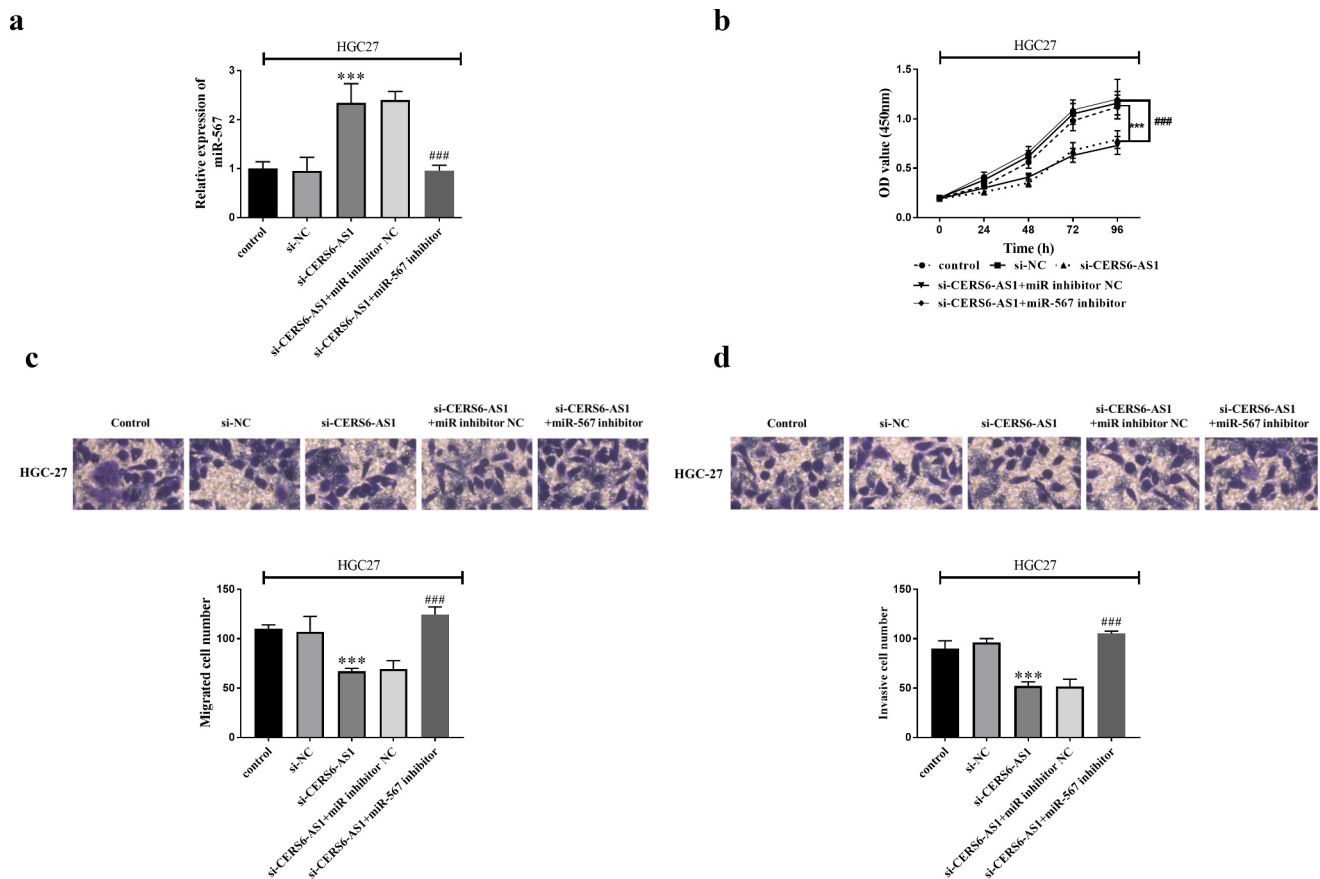 a
HGC27
Relative expression of
miR-567
3
2
1
0
***
###
control
si-NC
si-CERS6-AS1
si-CERS6-AS1+miR inhibitor NC
si-CERS6-AS1+miR-567 inhibitor
b
HGC27
OD value (450nm)
1.5
1.0
0.5
0.0
***
###
0 24 48 72 96
Time (h)
control si-NC si-CERS6-AS1
si-CERS6-AS1+miR inhibitor NC
si-CERS6-AS1+miR-567 inhibitor
c
Control
si-NC
si-CERS6-AS1
si-CERS6-AS1
+miR inhibitor NC
si-CERS6-AS1
+miR-567 inhibitor
HGC-27
HGC27
Migrated cell number
150
100
50
0
***
###
control
si-NC
si-CERS6-AS1
si-CERS6-AS1+miR inhibitor NC
si-CERS6-AS1+miR-567 inhibitor
d
Control
si-NC
si-CERS6-AS1
si-CERS6-AS1
+miR inhibitor NC
si-CERS6-AS1
+miR-567 inhibitor
HGC-27
HGC27
Invasive cell number
150
100
50
0
***
###
control
si-NC
si-CERS6-AS1
si-CERS6-AS1+miR inhibitor NC
si-CERS6-AS1+miR-567 inhibitor